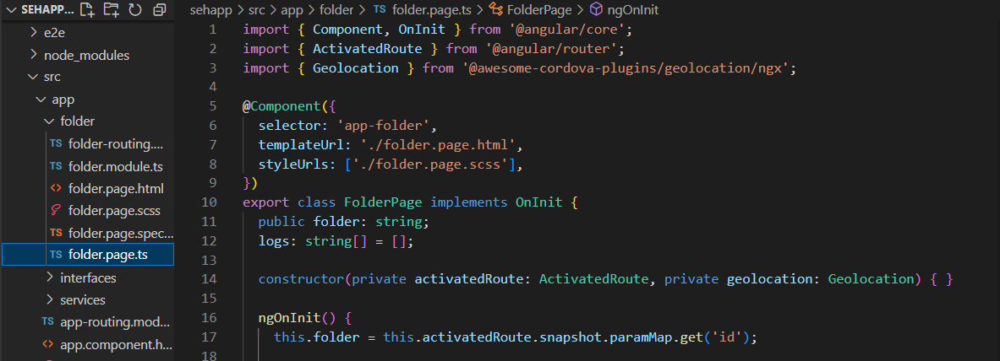 SEHAPP...
e2e
node_modules
src
app
folder
TS folder-routing....
TS folder.module.ts
<> folder.page.html
folder.page.scss
TS folder.page.spec...
TS folder.page.ts
interfaces
services
TS app-routing.mod...
<> app.component.h...
sehapp > src > app > folder > TS folder.page.ts > FolderPage > ngOnInit
1 import { Component, OnInit } from '@angular/core';
2 import { ActivatedRoute } from '@angular/router';
3 import { Geolocation } from '@awesome-cordova-plugins/geolocation/ngx';
4
5 @Component({
6 selector: 'app-folder',
7 templateUrl: './folder.page.html',
8 styleUrls: ['./folder.page.scss'],
9 })
10 export class FolderPage implements OnInit {
11 public folder: string;
12 logs: string[] = [];
13
14 constructor(private activatedRoute: ActivatedRoute, private geolocation: Geolocation) { }
15
16 ngOnInit() {
17 this.folder = this.activatedRoute.snapshot.paramMap.get('id');
18